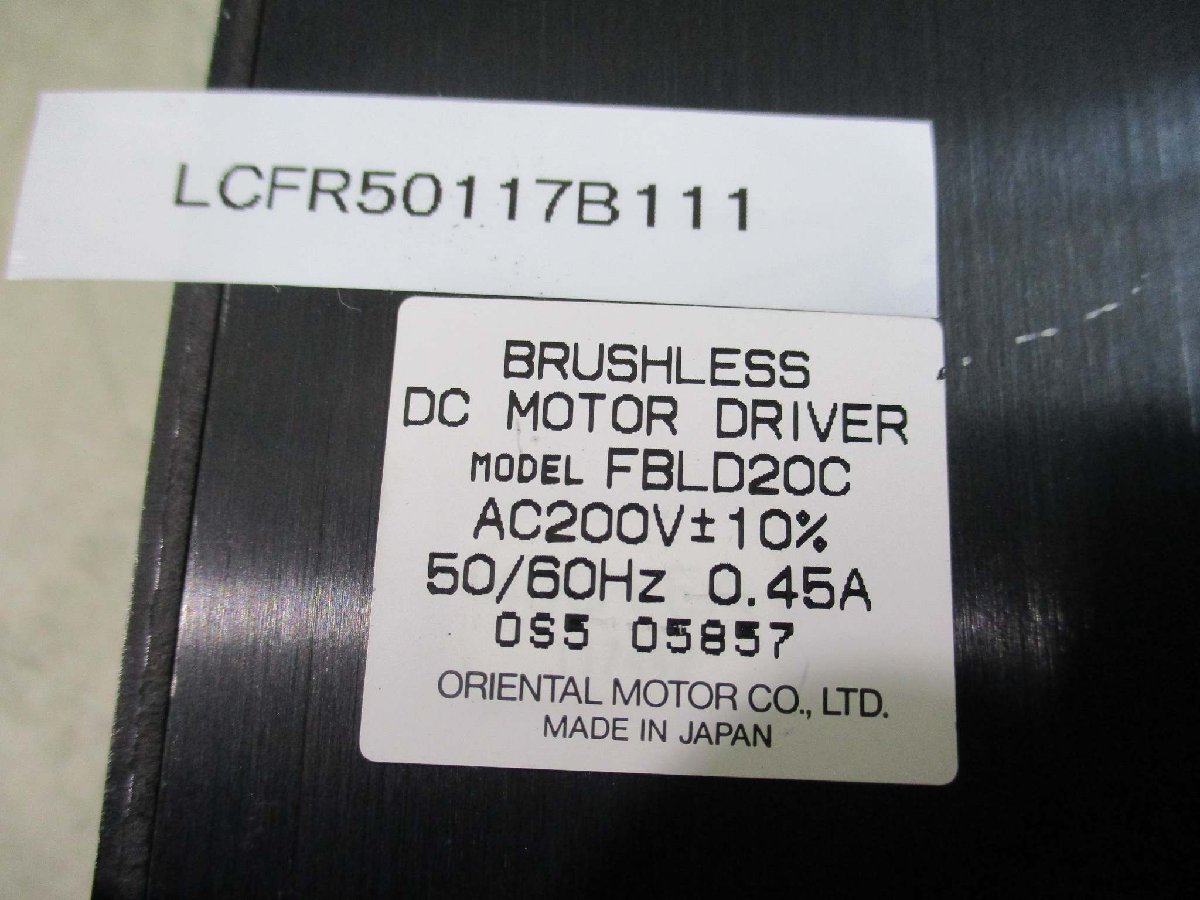 LCFR50117B111
BRUSHLESS
DC MOTOR DRIVER
MODEL FBLD20C
AC200V±10%
50/60Hz 0.45A
0S5 05857
ORIENTAL MOTOR CO., LTD.
MADE IN JAPAN